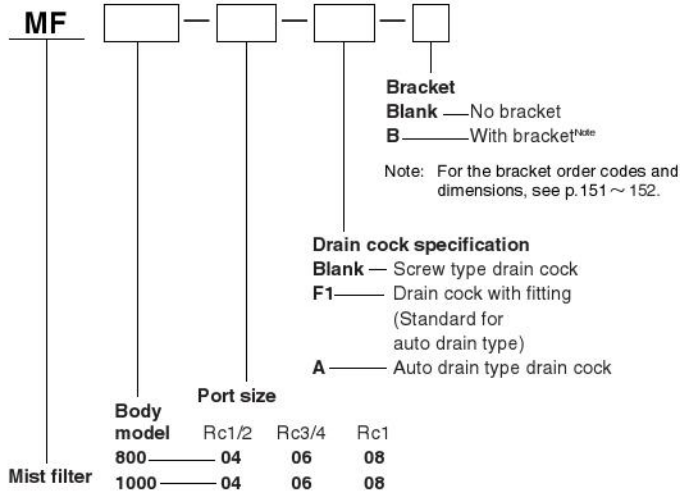 MF
Bracket
Blank — No bracket
B — With bracketNote
Note: For the bracket order codes and
dimensions, see p.151～152.
Drain cock specification
Blank — Screw type drain cock
F1 — Drain cock with fitting
(Standard for
auto drain type)
A — Auto drain type drain cock
Port size
Body
model Rc1/2 Rc3/4 Rc1
800 — 04 06 08
Mist filter
1000 — 04 06 08